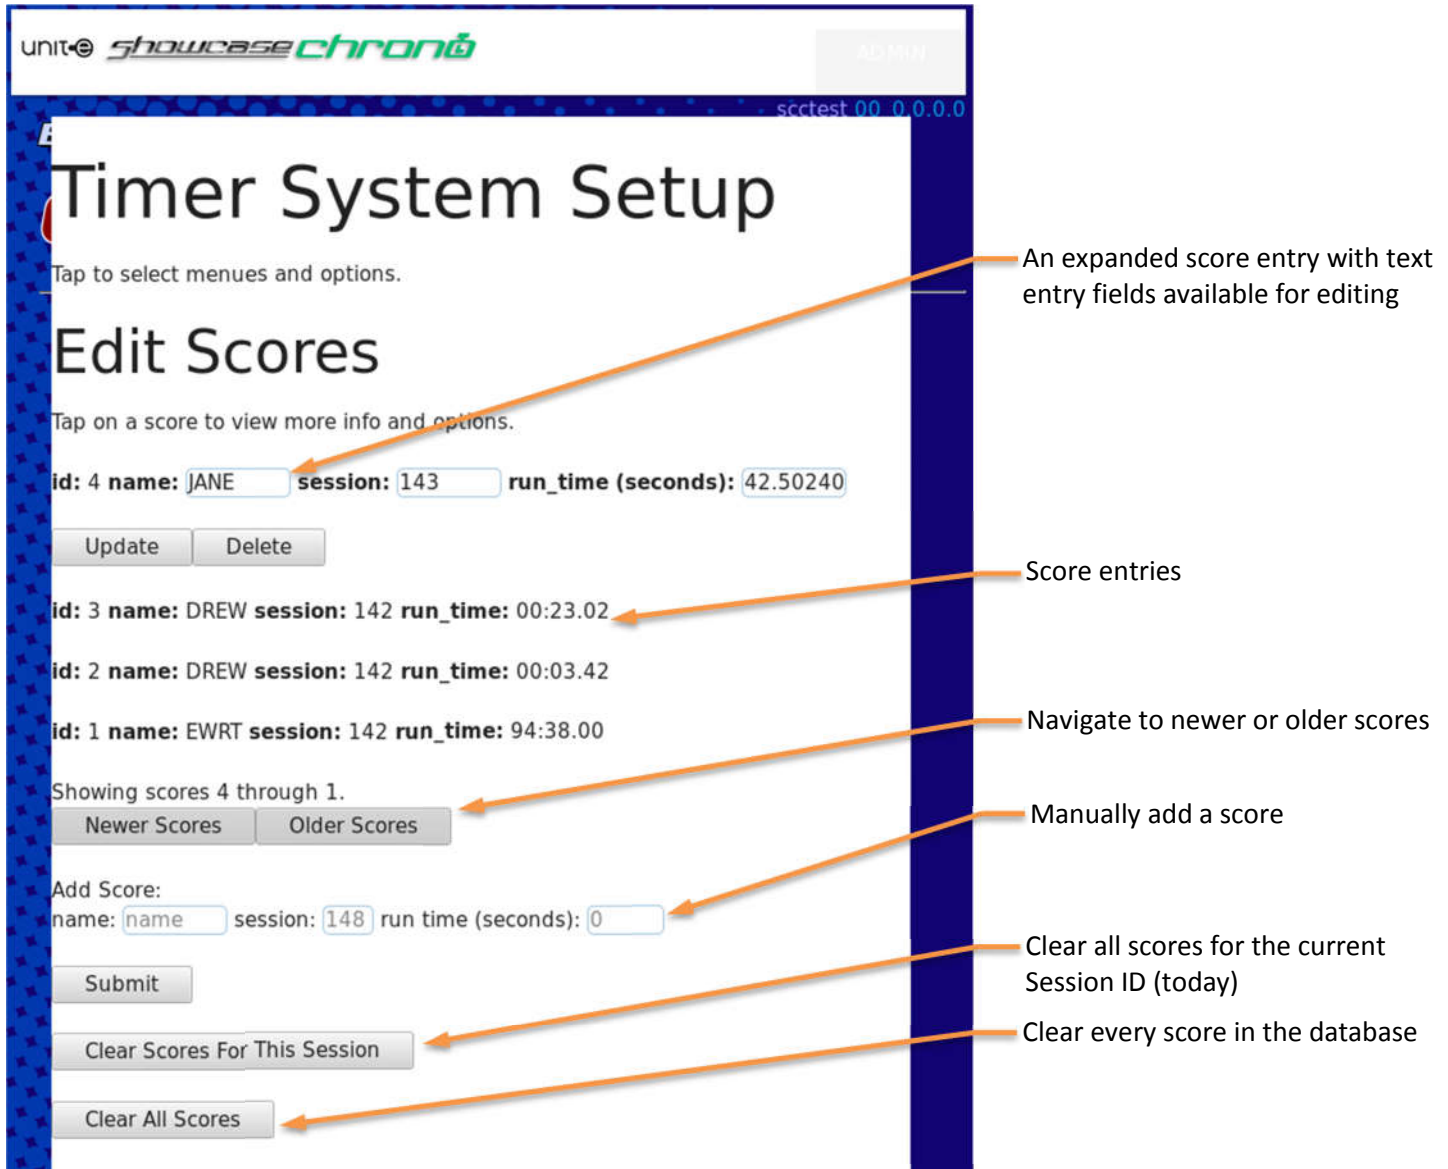 unit-e showcase chrono
ADMIN
scctest 00 0.0.0.0
Timer System Setup
Tap to select menues and options.
An expanded score entry with text
entry fields available for editing
Edit Scores
Tap on a score to view more info and options.
id: 4 name: JANE session: 143 run_time (seconds): 42.50240
Update Delete
Score entries
id: 3 name: DREW session: 142 run_time: 00:23.02
id: 2 name: DREW session: 142 run_time: 00:03.42
Navigate to newer or older scores
id: 1 name: EWRT session: 142 run_time: 94:38.00
Showing scores 4 through 1.
Newer Scores Older Scores
Manually add a score
Add Score:
name: name session: 148 run time (seconds): 0
Clear all scores for the current
Session ID (today)
Submit
Clear every score in the database
Clear Scores For This Session
Clear All Scores